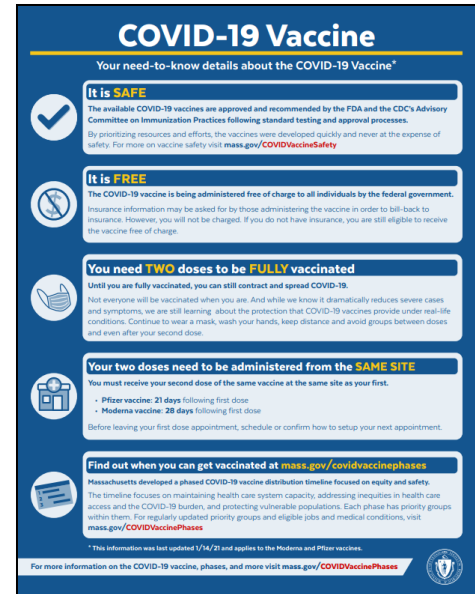 COVID-19 Vaccine
Your need-to-know details about the COVID-19 Vaccine*
It is SAFE
The available COVID-19 vaccines are approved and recommended by the FDA and the CDC's Advisory
Committee on Immunization Practices following standard testing and approval processes.
By prioritizing resources and efforts, the vaccines were developed quickly and never at the expense of
safety. For more on vaccine safety visit mass.gov/COVIDVaccineSafety
It is FREE
The COVID-19 vaccine is being administered free of charge to all individuals by the federal government.
Insurance information may be asked for by those administering the vaccine in order to bill-back to
insurance. However, you will not be charged. If you do not have insurance, you are still eligible to receive
the vaccine free of charge.
You need TWO doses to be FULLY vaccinated
Until you are fully vaccinated, you can still contract and spread COVID-19.
Not everyone will be vaccinated when you are. And while we know it dramatically reduces severe cases
and symptoms, we are still learning about the protection that COVID-19 vaccines provide under real-life
conditions. Continue to wear a mask, wash your hands, keep distance and avoid groups between doses
and even after your second dose.
Your two doses need to be administered from the SAME SITE
You must receive your second dose of the same vaccine at the same site as your first.
• Pfizer vaccine: 21 days following first dose
• Moderna vaccine: 28 days following first dose
Before leaving your first dose appointment, schedule or confirm how to setup your next appointment.
Find out when you can get vaccinated at mass.gov/covidvaccinephases
Massachusetts developed a phased COVID-19 vaccine distribution timeline focused on equity and safety.
The timeline focuses on maintaining health care system capacity, addressing inequities in health care
access and the COVID-19 burden, and protecting vulnerable populations. Each phase has priority groups
within them. For regularly updated priority groups and eligible jobs and medical conditions, visit
mass.gov/COVIDVaccinePhases
* This information was last updated 1/14/21 and applies to the Moderna and Pfizer vaccines.
For more information on the COVID-19 vaccine, phases, and more visit mass.gov/COVIDVaccinePhases